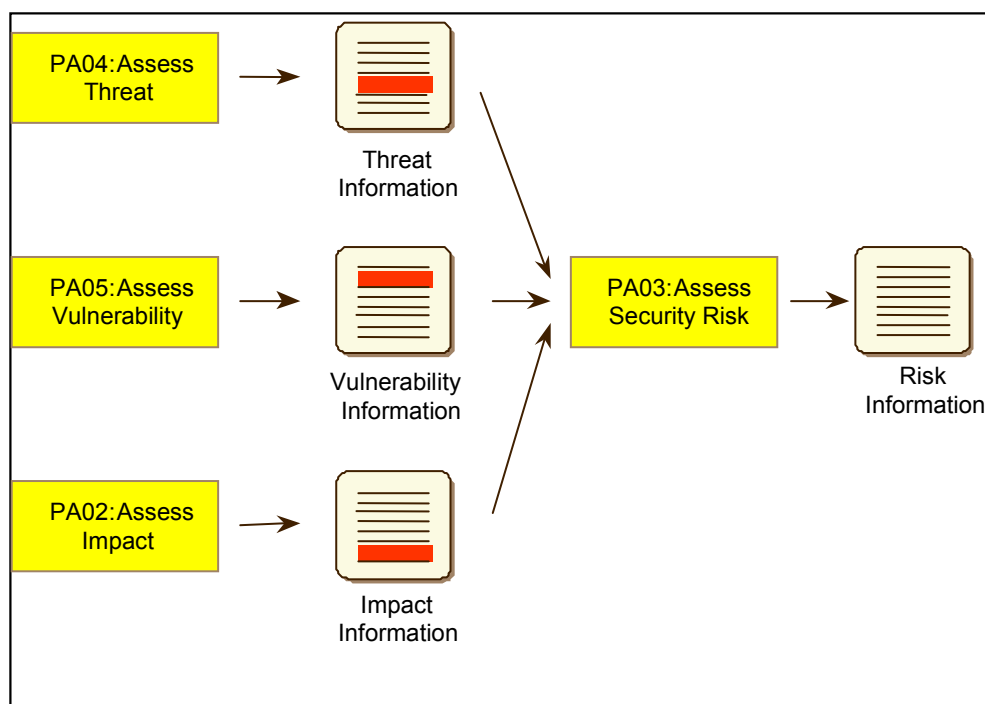 PA04:Assess
Threat
Threat
Information
PA05:Assess
Vulnerability
Vulnerability
Information
PA03:Assess
Security Risk
Risk
Information
PA02:Assess
Impact
Impact
Information